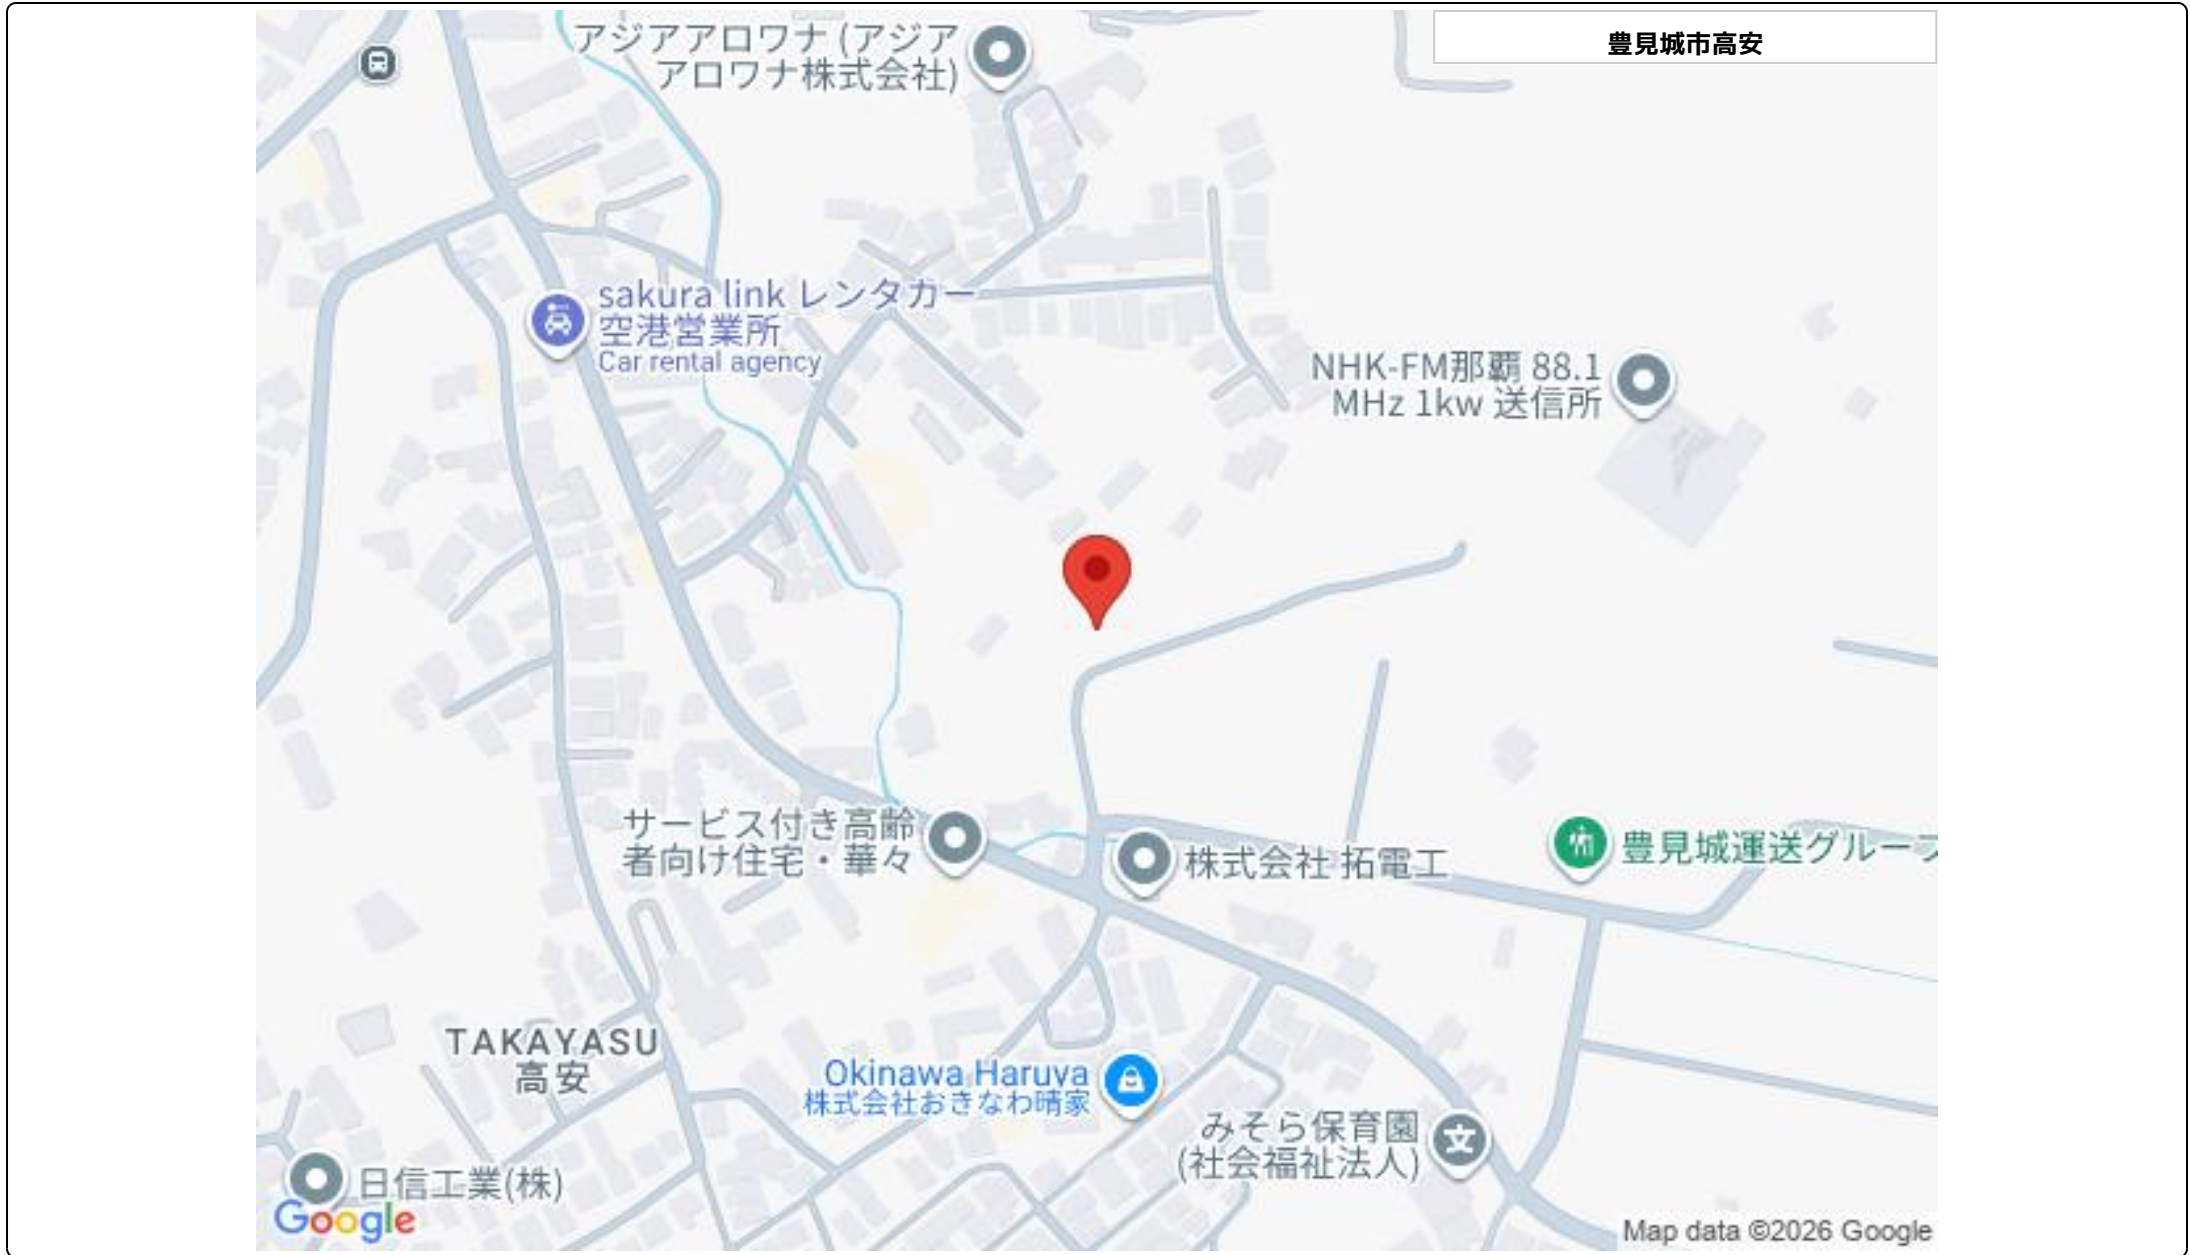 豊見城市高安
アジアアロワナ (アジア
アロワナ株式会社)
sakura link レンタカー
空港営業所
Car rental agency
NHK-FM那覇 88.1
MHz 1kw 送信所
サービス付き高齢
者向け住宅・華々
株式会社 拓電工
豊見城運送グループ
TAKAYASU
高安
Okinawa Haruya
株式会社おきなわ晴家
みそら保育園
(社会福祉法人)
日信工業(株)
Google
Map data ©2026 Google